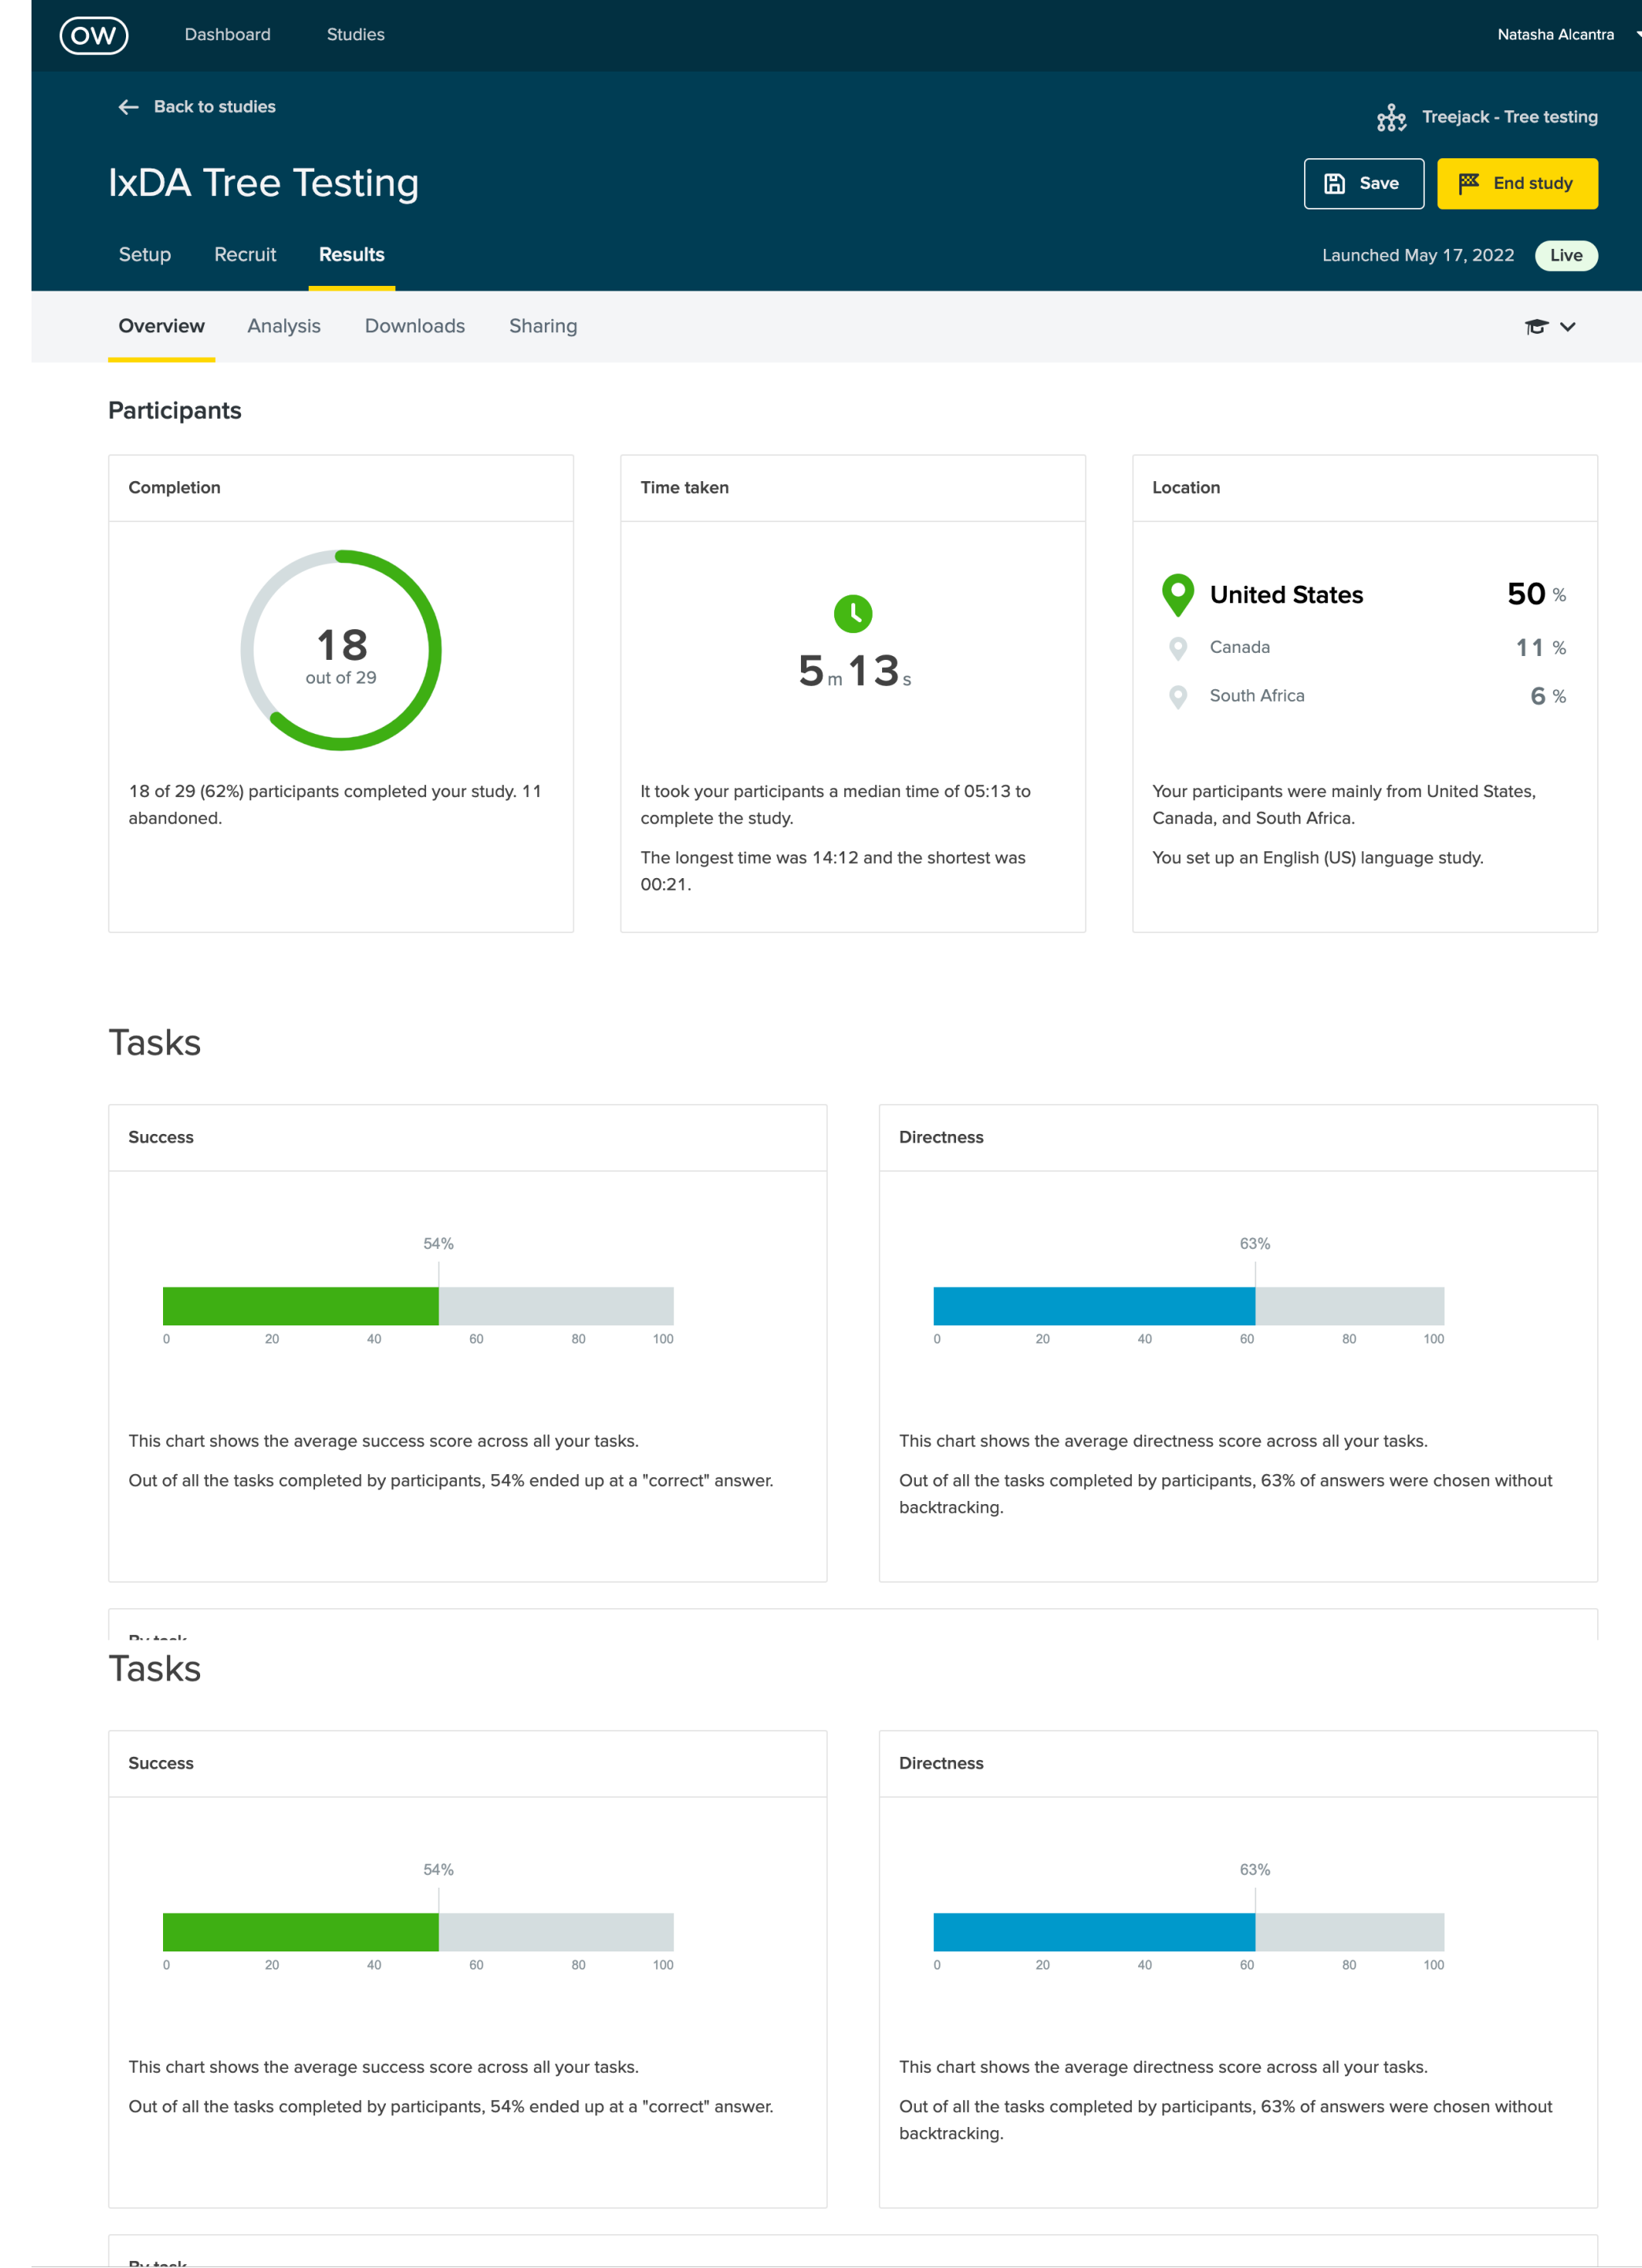 OW Dashboard Studies Natasha Alcantra
Back to studies
Treejack - Tree testing
IxDA Tree Testing
Save End study
Setup Recruit Results
Launched May 17, 2022 Live
Overview Analysis Downloads Sharing
Participants
Completion
18
out of 29
18 of 29 (62%) participants completed your study. 11
abandoned.
Time taken
5 m 13 s
It took your participants a median time of 05:13 to
complete the study.
The longest time was 14:12 and the shortest was
00:21.
Location
United States 50 %
Canada 11 %
South Africa 6 %
Your participants were mainly from United States,
Canada, and South Africa.
You set up an English (US) language study.
Tasks
Success
54%
0 20 40 60 80 100
This chart shows the average success score across all your tasks.
Out of all the tasks completed by participants, 54% ended up at a "correct" answer.
Directness
63%
0 20 40 60 80 100
This chart shows the average directness score across all your tasks.
Out of all the tasks completed by participants, 63% of answers were chosen without
backtracking.
By task
Tasks
Success
54%
0 20 40 60 80 100
This chart shows the average success score across all your tasks.
Out of all the tasks completed by participants, 54% ended up at a "correct" answer.
Directness
63%
0 20 40 60 80 100
This chart shows the average directness score across all your tasks.
Out of all the tasks completed by participants, 63% of answers were chosen without
backtracking.
By task